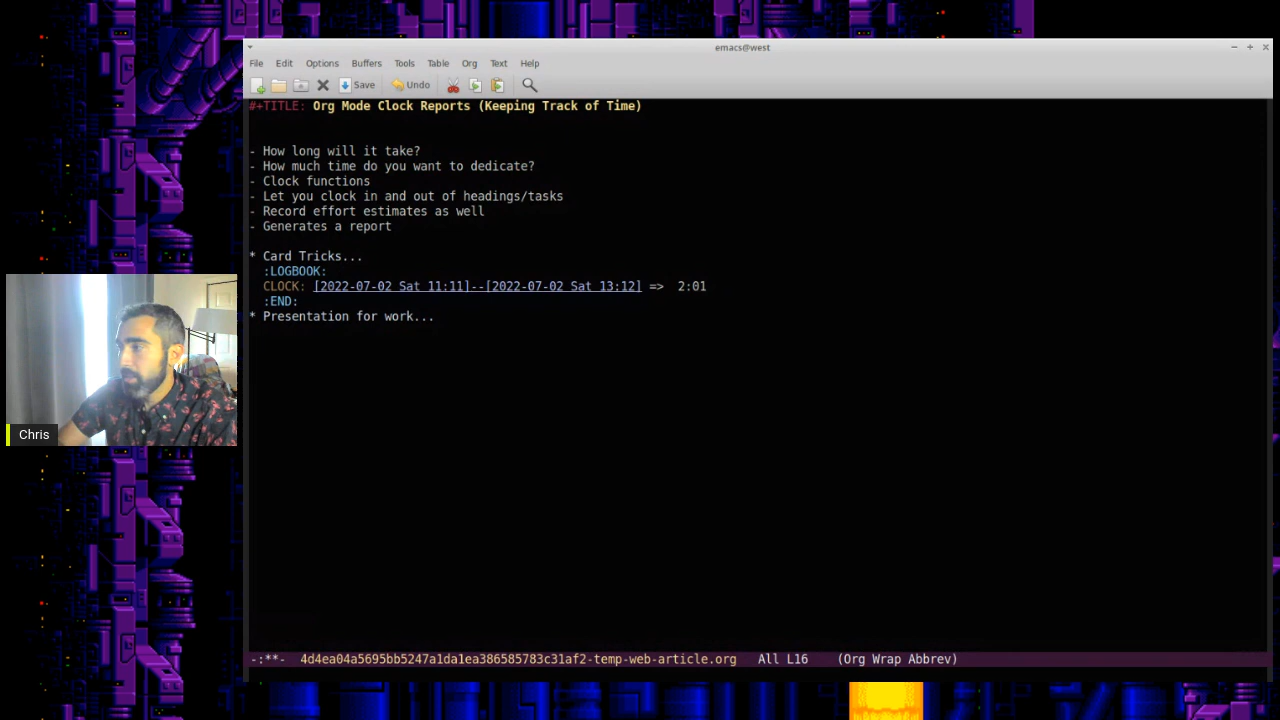 emacs@west
File Edit Options Buffers Tools Table Org Text Help
Save Undo
#+TITLE: Org Mode Clock Reports (Keeping Track of Time)
- How long will it take?
- How much time do you want to dedicate?
- Clock functions
- Let you clock in and out of headings/tasks
- Record effort estimates as well
- Generates a report
* Card Tricks...
:LOGBOOK:
CLOCK: [2022-07-02 Sat 11:11]--[2022-07-02 Sat 13:12] => 2:01
:END:
* Presentation for work...
Chris
-:**- 4d4ea04a5695bb5247a1da1ea386585783c31af2-temp-web-article.org All L16 (Org Wrap Abbrev)